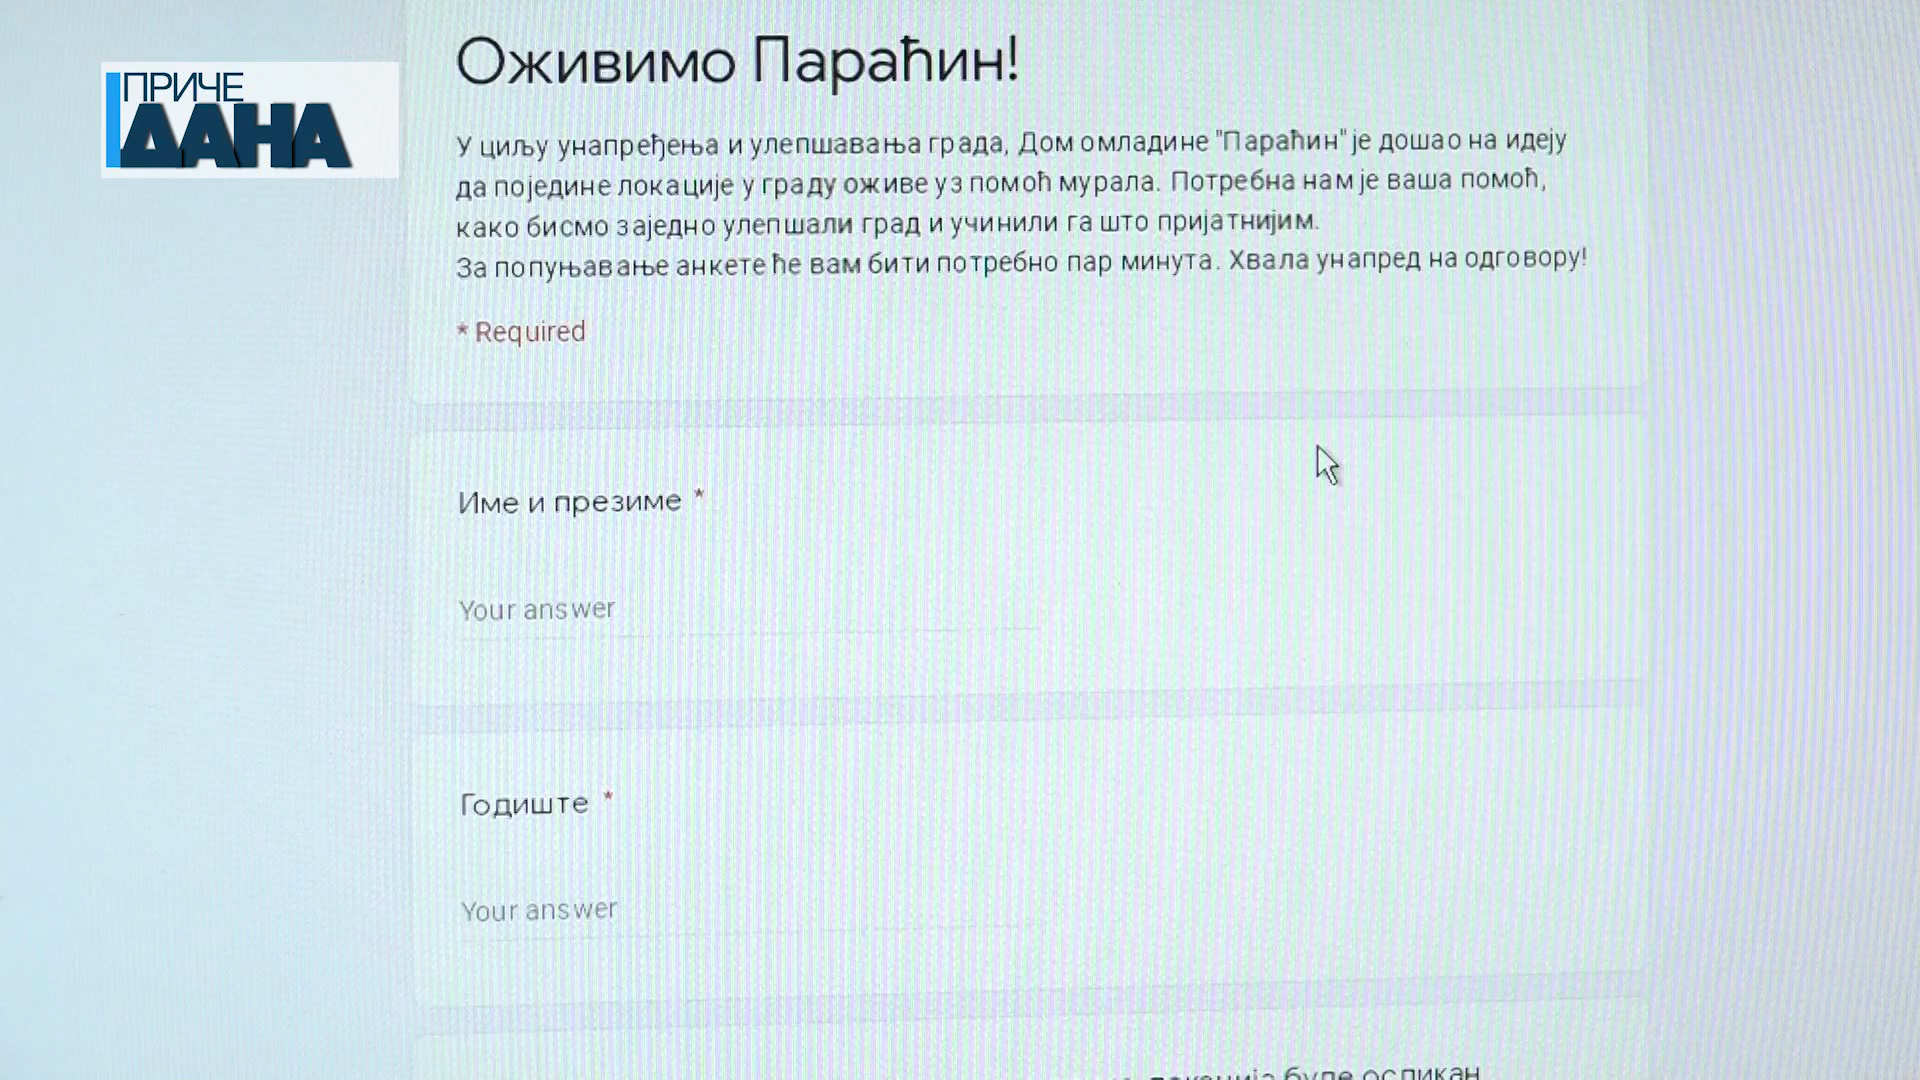 ПРИЧЕ
ДАНА
Оживимо Параћин!
У циљу унапређења и улепшавања града, Дом омладине "Параћин" је дошао на идеју
да поједине локације у граду оживе уз помоћ мурала. Потребна нам је ваша помоћ,
како бисмо заједно улепшали град и учинили га што пријатнијим.
За попуњавање анкете ће вам бити потребно пар минута. Хвала унапред на одговору!
* Required
Име и презиме *
Your answer
Годиште *
Your answer
буде осликан